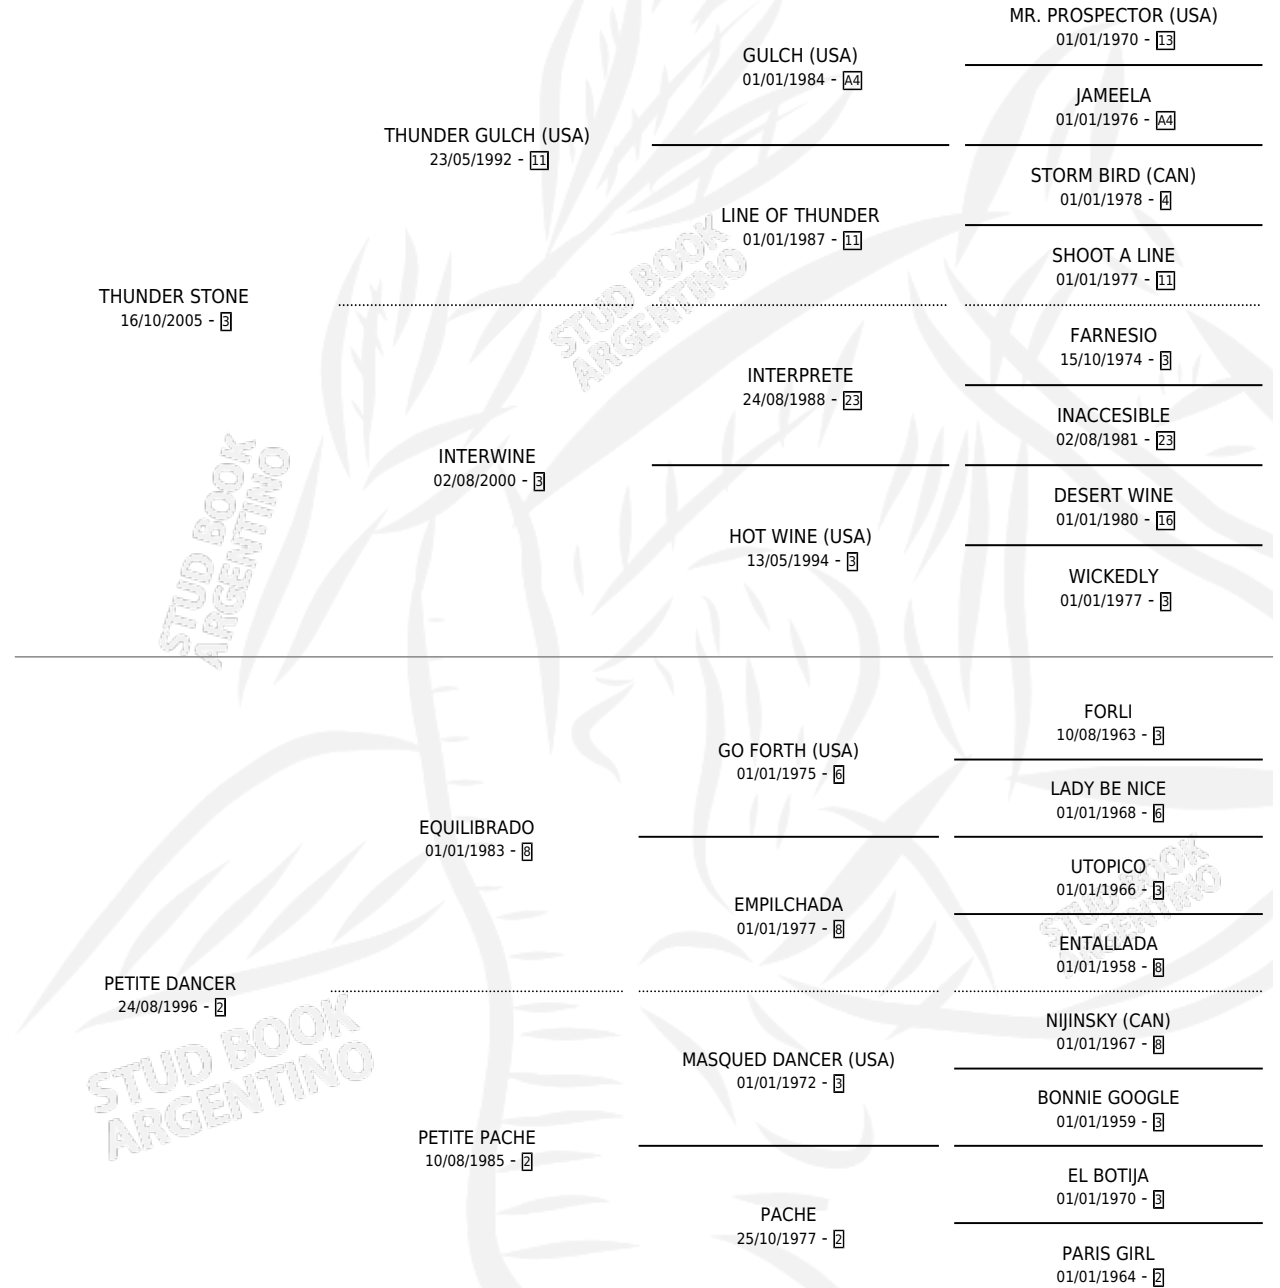 MR. PROSPECTOR (USA)
01/01/1970 - 13
GULCH (USA)
01/01/1984 - A4
JAMEELA
01/01/1976 - A4
THUNDER GULCH (USA)
23/05/1992 - 11
STORM BIRD (CAN)
01/01/1978 - 4
LINE OF THUNDER
01/01/1987 - 11
SHOOT A LINE
01/01/1977 - 11
THUNDER STONE
16/10/2005 - 3
STUD BOOK
ARGENTINO
FARNESIO
15/10/1974 - 3
INTERPRETE
24/08/1988 - 23
INACCESIBLE
02/08/1981 - 23
INTERWINE
02/08/2000 - 3
DESERT WINE
01/01/1980 - 16
HOT WINE (USA)
13/05/1994 - 3
WICKEDLY
01/01/1977 - 3
STUD BOOK
ARGENTINO
FORLI
10/08/1963 - 3
GO FORTH (USA)
01/01/1975 - 6
LADY BE NICE
01/01/1968 - 6
EQUILIBRADO
01/01/1983 - 8
UTOPICO
01/01/1966 - 3
EMPILCHADA
01/01/1977 - 8
STUD BOOK
ARGENTINO
ENTALLADA
01/01/1958 - 8
PETITE DANCER
24/08/1996 - 2
STUD BOOK
ARGENTINO
NIJINSKY (CAN)
01/01/1967 - 8
MASQUED DANCER (USA)
01/01/1972 - 3
BONNIE GOOGLE
01/01/1959 - 3
PETITE PACHE
10/08/1985 - 2
EL BOTIJA
01/01/1970 - 3
PACHE
25/10/1977 - 2
PARIS GIRL
01/01/1964 - 2